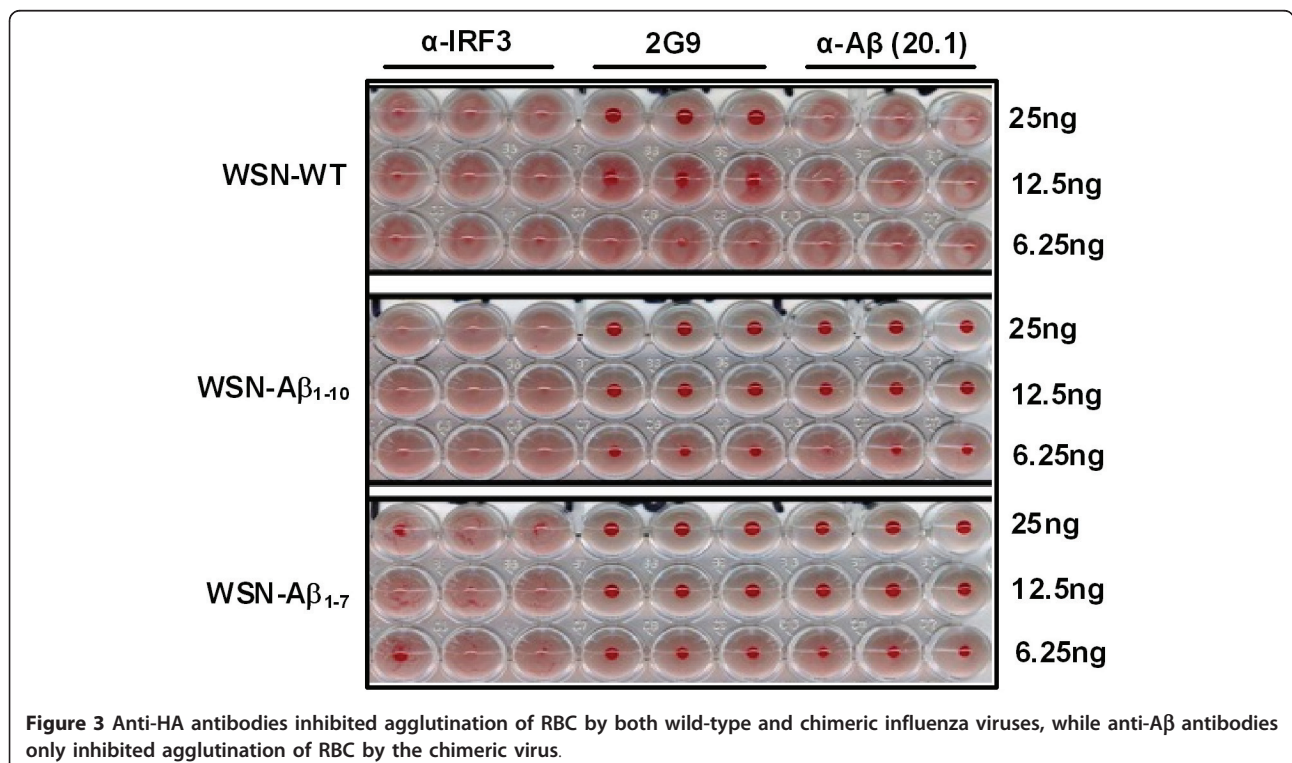 α-IRF3 2G9 α-Aβ (20.1)
WSN-WT
25ng
12.5ng
6.25ng
WSN-Aβ1-10
25ng
12.5ng
6.25ng
WSN-Aβ1-7
25ng
12.5ng
6.25ng
Figure 3 Anti-HA antibodies inhibited agglutination of RBC by both wild-type and chimeric influenza viruses, while anti-Aβ antibodies
only inhibited agglutination of RBC by the chimeric virus.